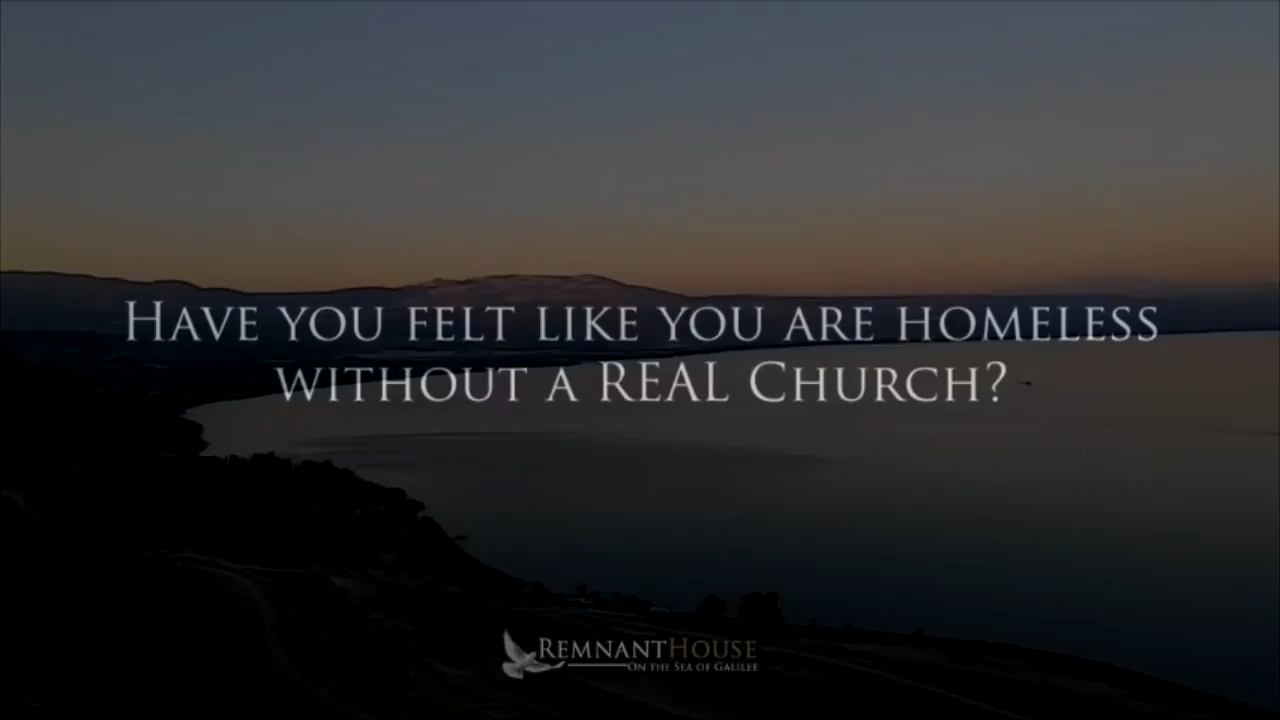 Have you felt like you are homeless
without a REAL Church?
RemnantHouse
On the Sea of Galilee